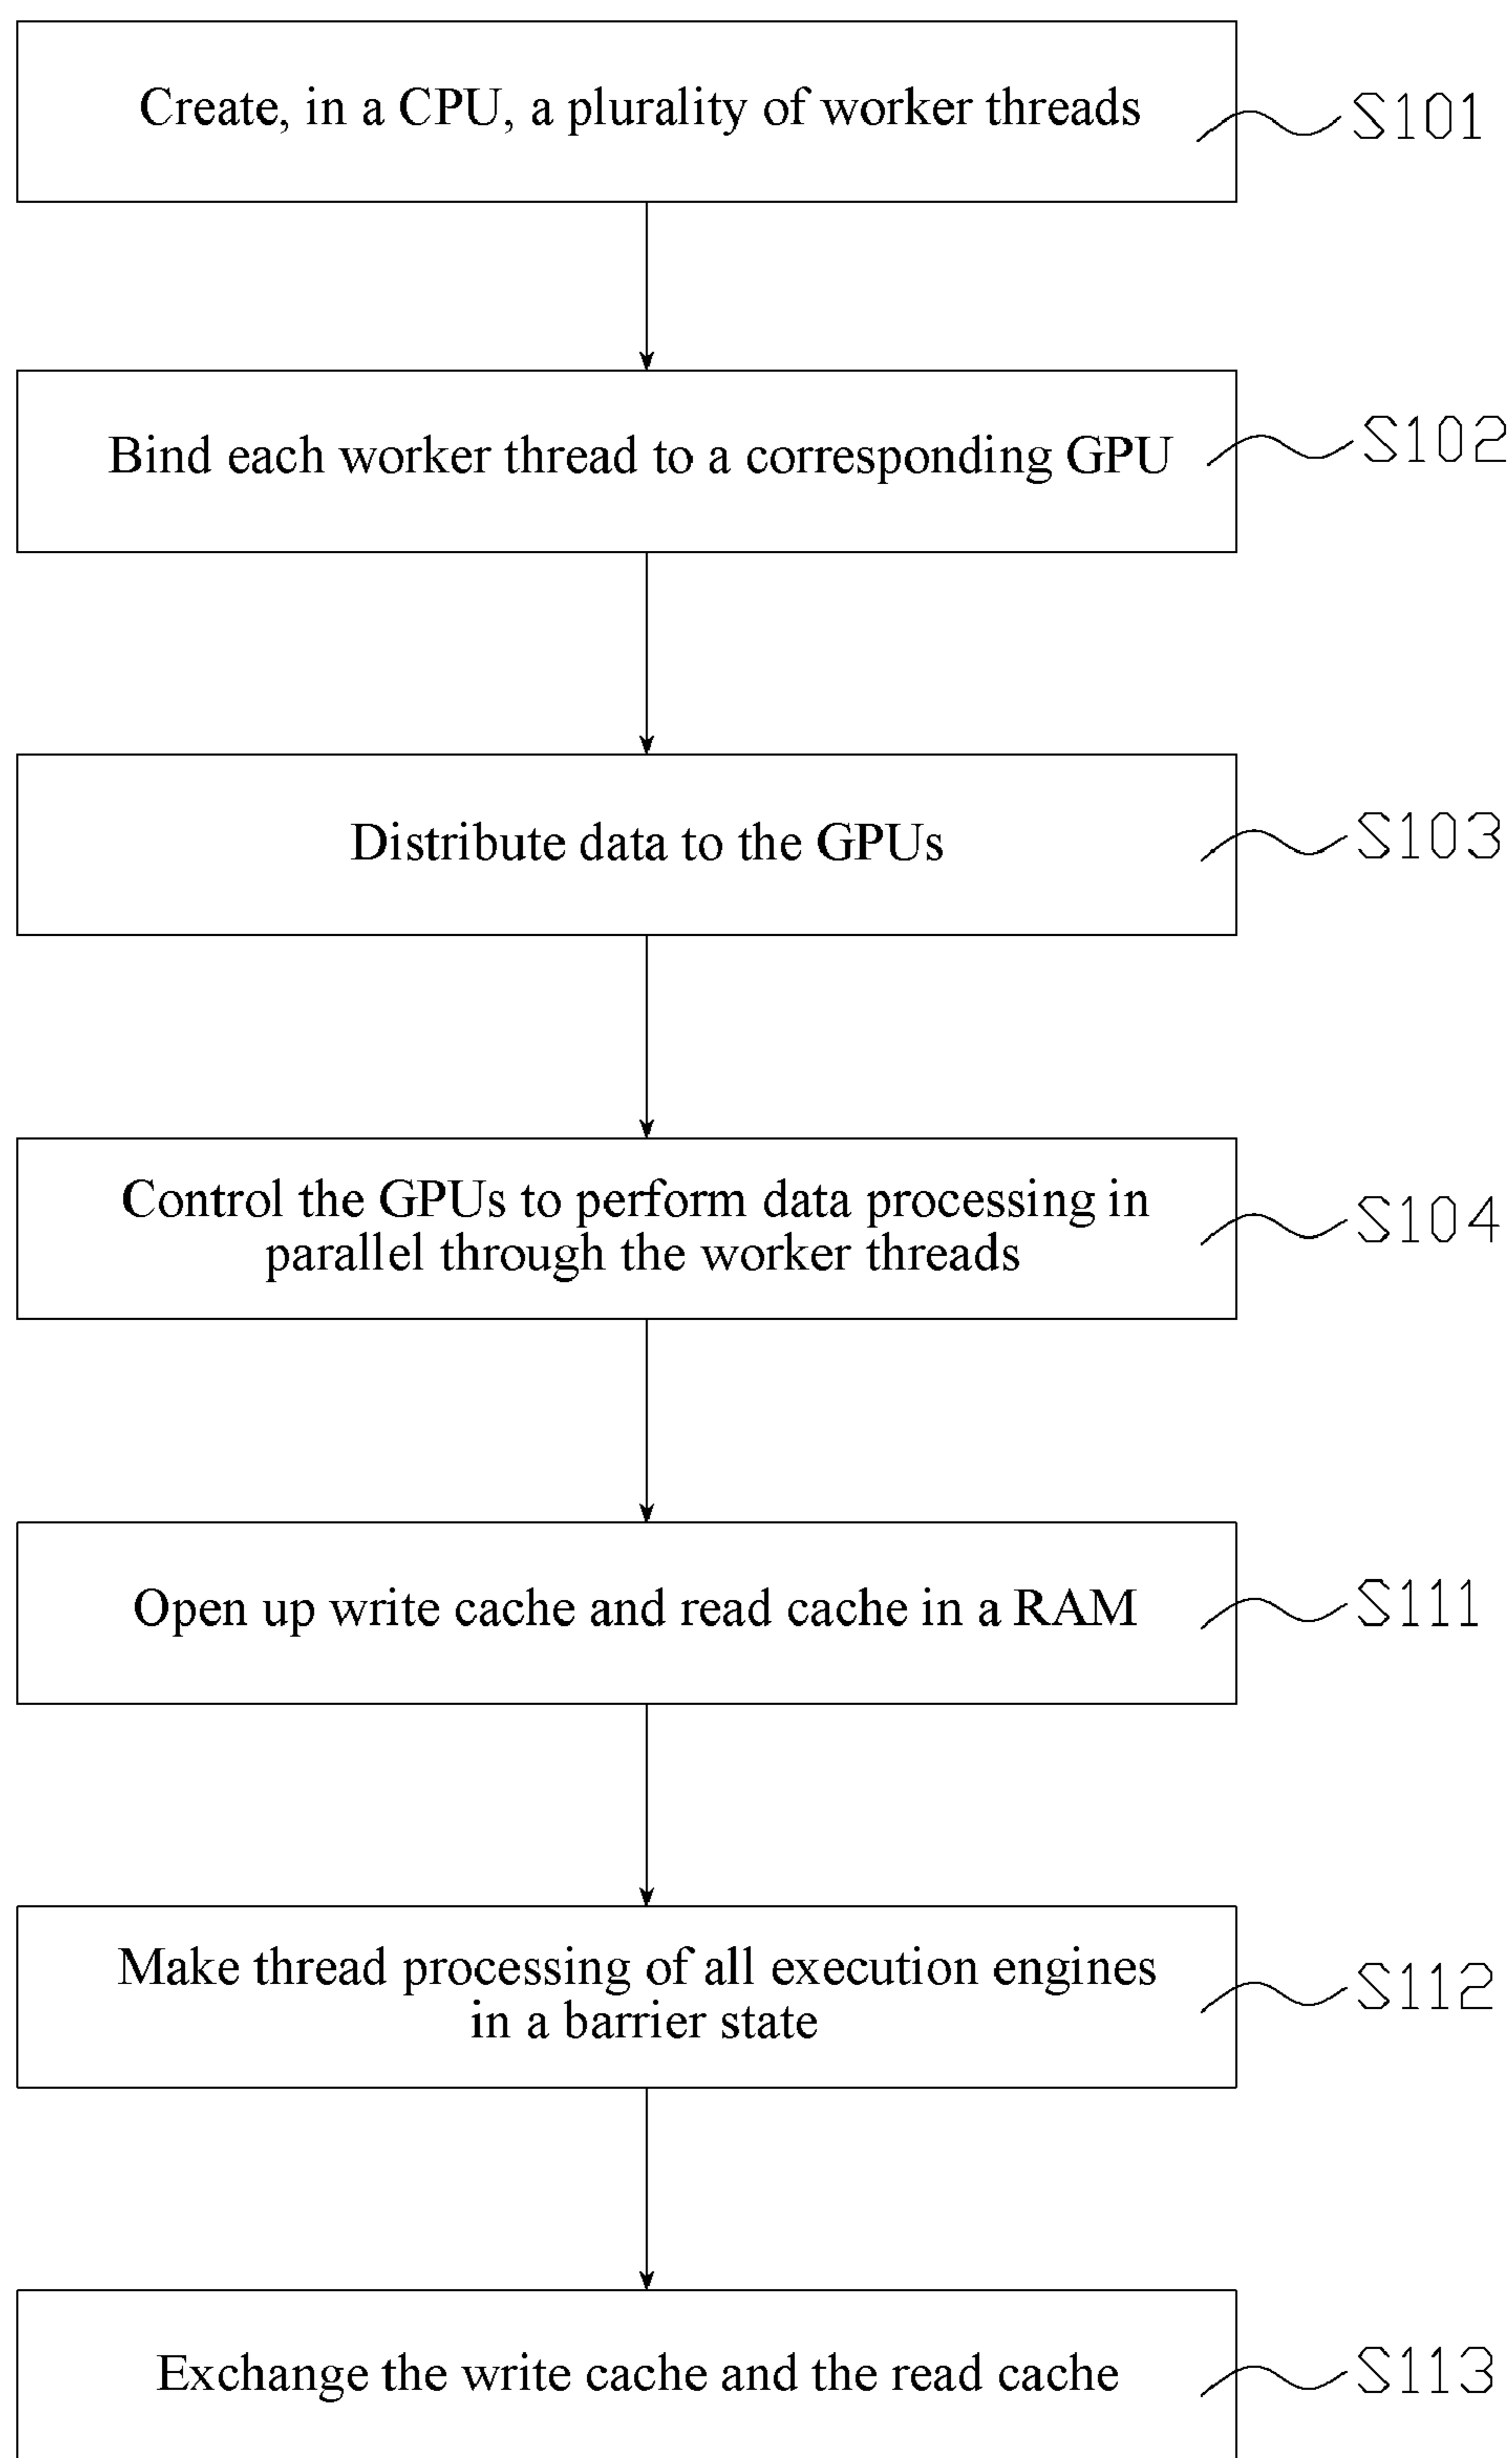 Create, in a CPU, a plurality of worker threads
S101
Bind each worker thread to a corresponding GPU
S102
Distribute data to the GPUs
S103
Control the GPUs to perform data processing in
parallel through the worker threads
S104
Open up write cache and read cache in a RAM
S111
Make thread processing of all execution engines
in a barrier state
S112
Exchange the write cache and the read cache
S113